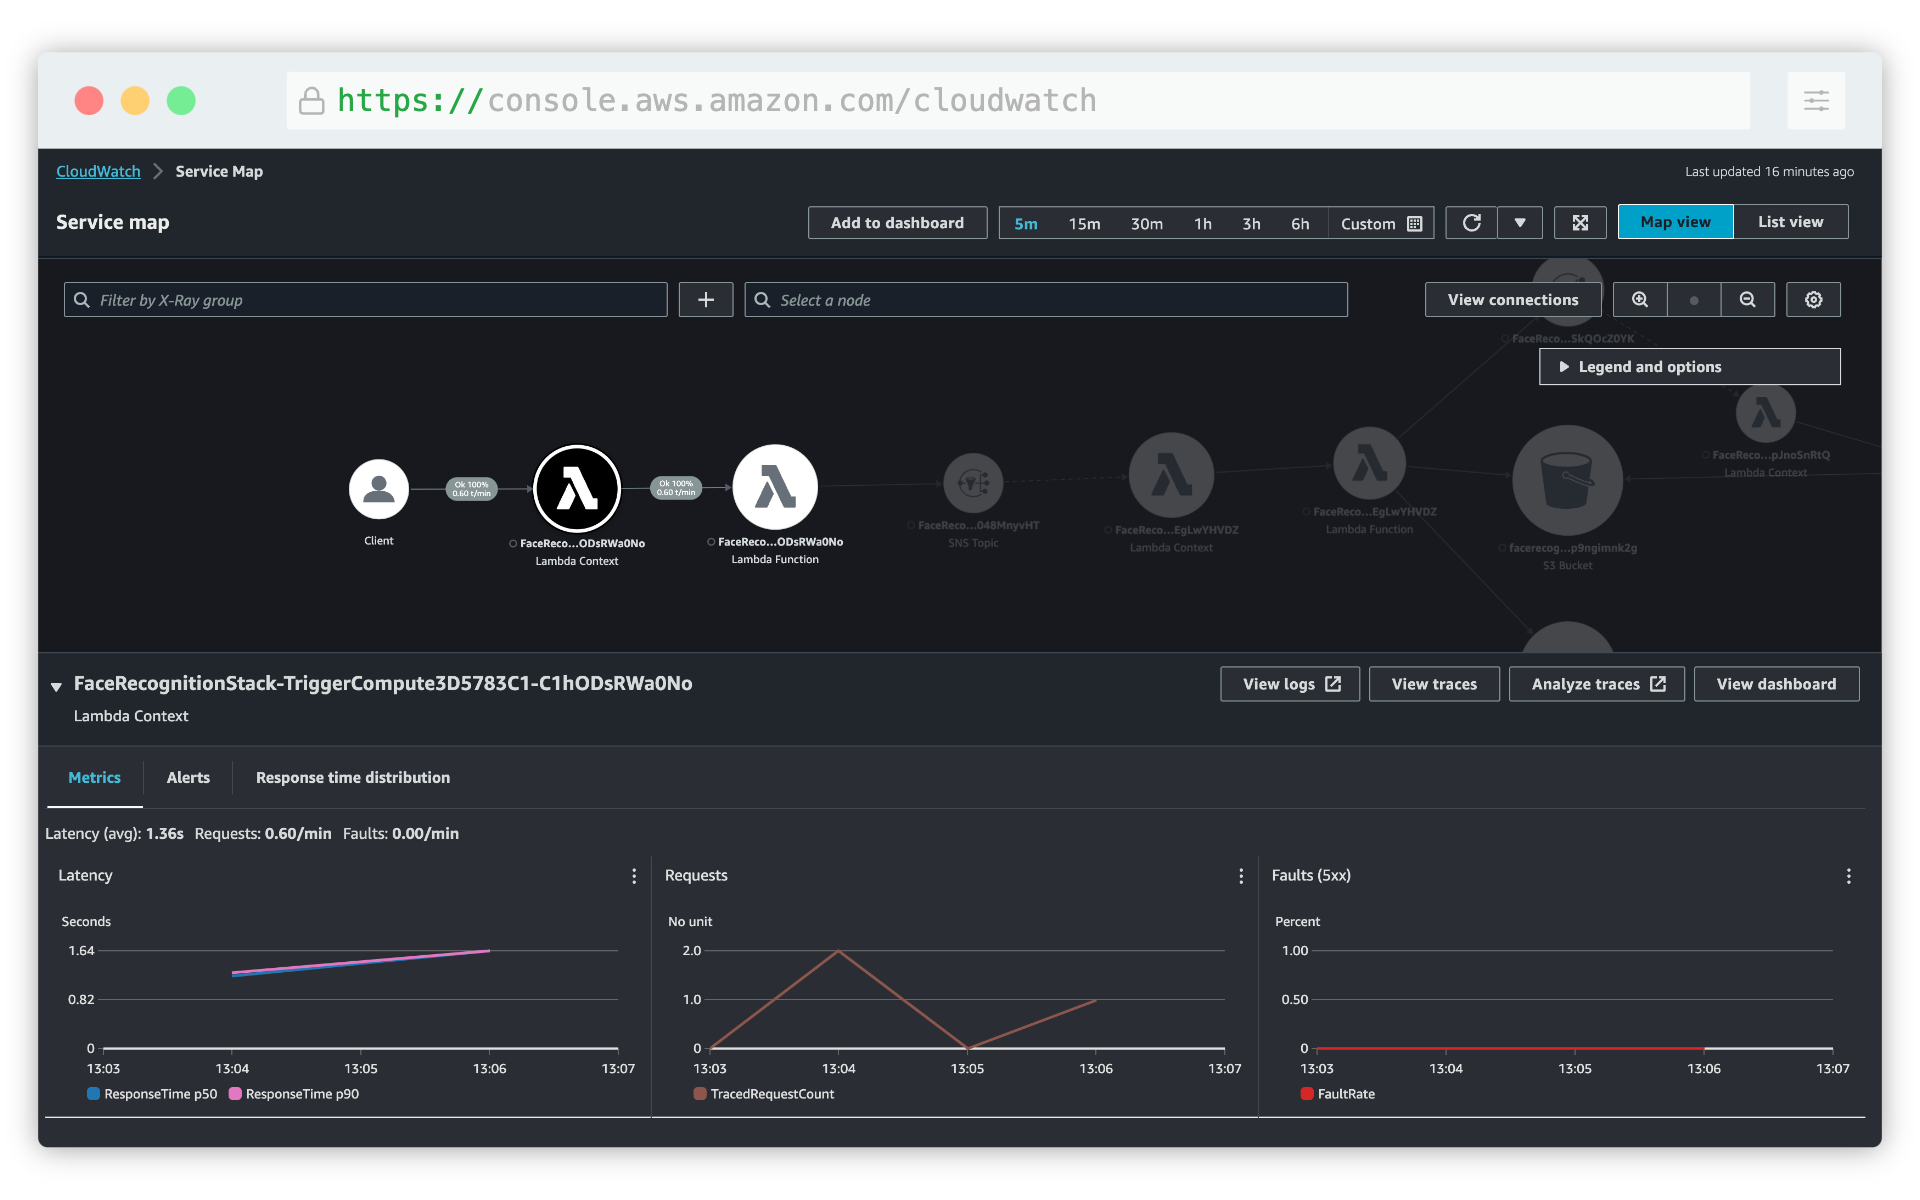 https://console.aws.amazon.com/cloudwatch
CloudWatch > Service Map
Last updated 16 minutes ago
Service map
Add to dashboard
5m 15m 30m 1h 3h 6h Custom
Map view
List view
Filter by X-Ray group
+
Select a node
View connections
FaceReco...SkQOcZ0YK
Legend and options
FaceReco...pJnoSnRtQ
Lambda Context
Ok 100%
0.60 t/min
Ok 100%
0.60 t/min
Client
FaceReco...ODsRWa0No
Lambda Context
FaceReco...ODsRWa0No
Lambda Function
FaceReco...048MnyvHT
SNS Topic
FaceReco...EgLwYHVDZ
Lambda Context
FaceReco...EgLwYHVDZ
Lambda Function
facerecog...p9ngimnk2g
S3 Bucket
FaceRecognitionStack-TriggerCompute3D5783C1-C1hODsRWa0No
Lambda Context
View logs
View traces
Analyze traces
View dashboard
Metrics
Alerts
Response time distribution
Latency (avg): 1.36s Requests: 0.60/min Faults: 0.00/min
Latency
Seconds
1.64
0.82
0
13:03 13:04 13:05 13:06 13:07
ResponseTime p50 ResponseTime p90
Requests
No unit
2.0
1.0
0
13:03 13:04 13:05 13:06 13:07
TracedRequestCount
Faults (5xx)
Percent
1.00
0.50
0
13:03 13:04 13:05 13:06 13:07
FaultRate